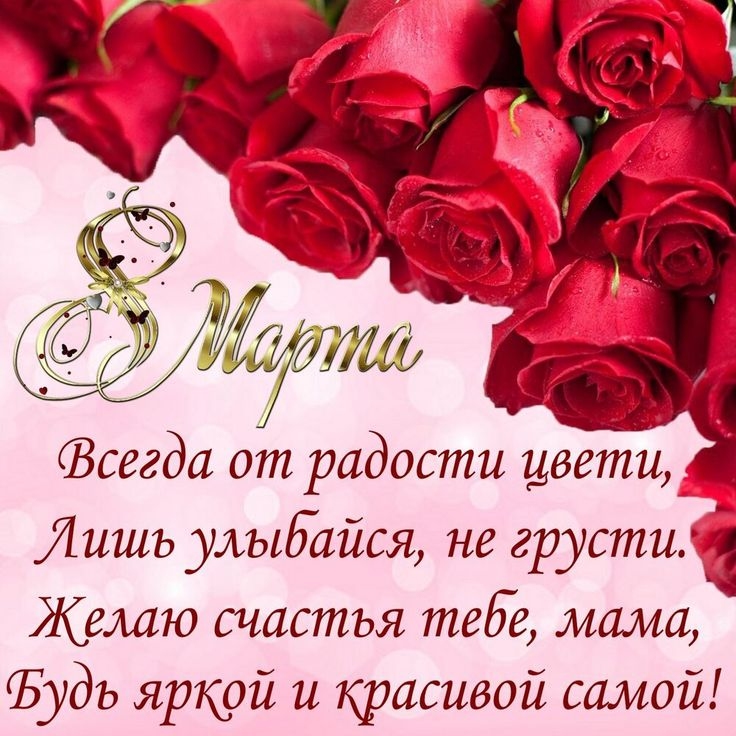 8 Марта
Всегда от радости цвети,
Лишь улыбайся, не грусти.
Желаю счастья тебе, мама,
Будь яркой и красивой самой!